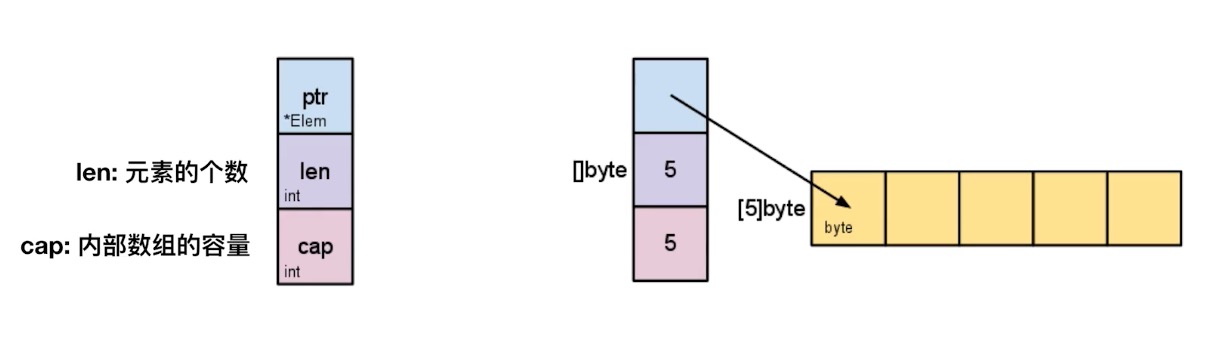 ptr
*Elem
len: 元素的个数
len
int
cap: 内部数组的容量
cap
int
[]byte
5
5
[5]byte
byte